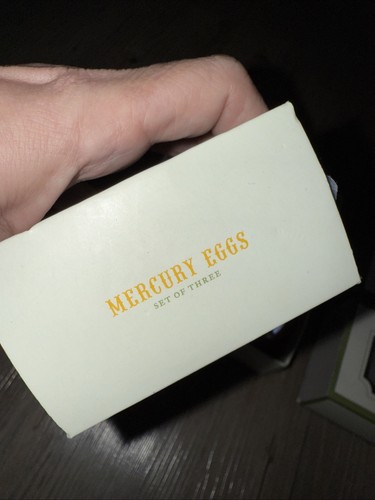 MERCURY EGGS
SET OF THREE